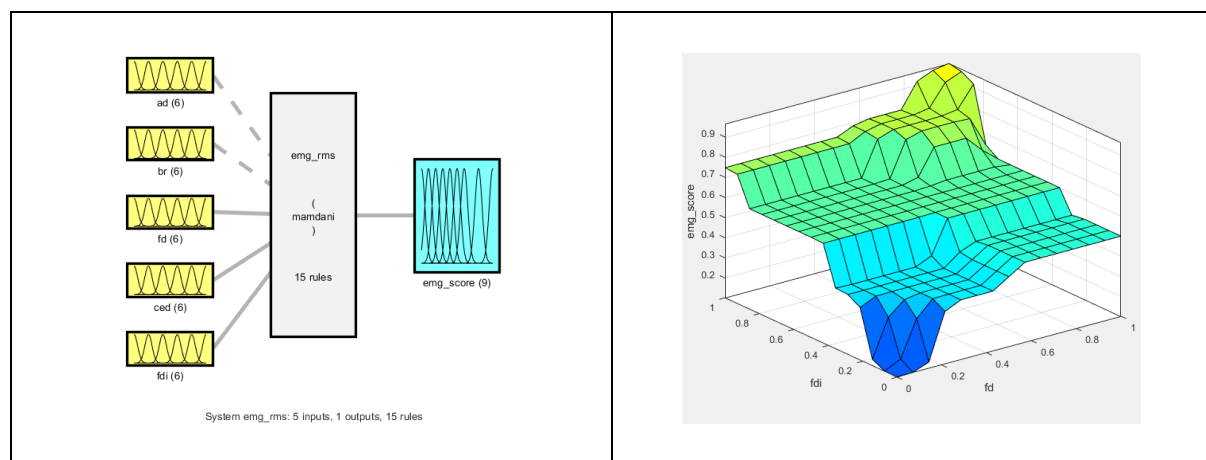 ad (6)
br (6)
fd (6)
ced (6)
fdi (6)
emg_rms
(
mamdani
)
15 rules
emg_score (9)
System emg_rms: 5 inputs, 1 outputs, 15 rules
emg_score
0.9
0.8
0.7
0.6
0.5
0.4
0.3
0.2
1
0.8
0.6
0.4
0.2
0
fdi
0
0.2
0.4
0.6
0.8
1
fd